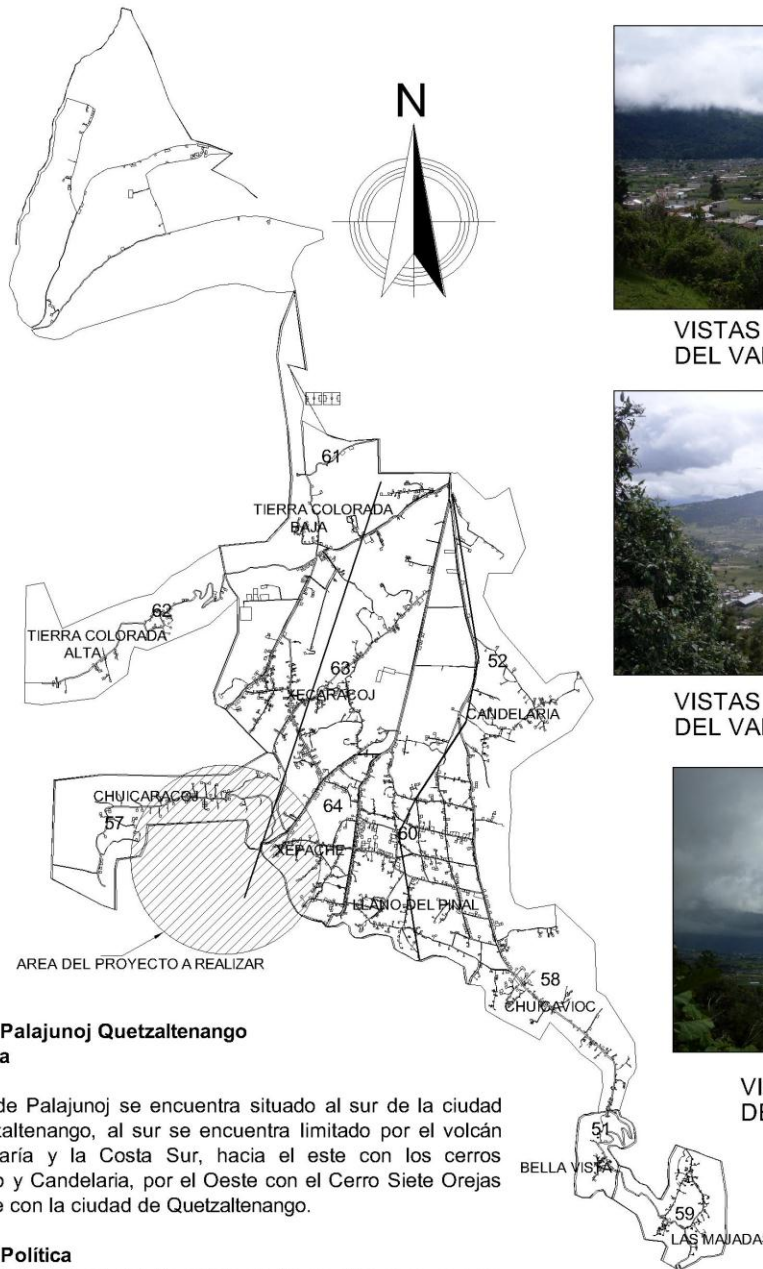 N
VISTAS
DEL VA
61
TIERRA COLORADA
BAJA
62
TIERRA COLORADA
ALTA
63
XECARACOJ
52
CANDELARIA
VISTAS
DEL VA
CHUICARACOJ
57
64
XEPACHE
60
LLANO DEL PINAL
AREA DEL PROYECTO A REALIZAR
58
CHUICAVIOC
Palajunoj Quetzaltenango
a
de Palajunoj se encuentra situado al sur de la ciudad
zaltenango, al sur se encuentra limitado por el volcán
aría y la Costa Sur, hacia el este con los cerros
o y Candelaria, por el Oeste con el Cerro Siete Orejas
e con la ciudad de Quetzaltenango.
Política
VI
DE
51
BELLA VISTA
59
LAS MAJADA